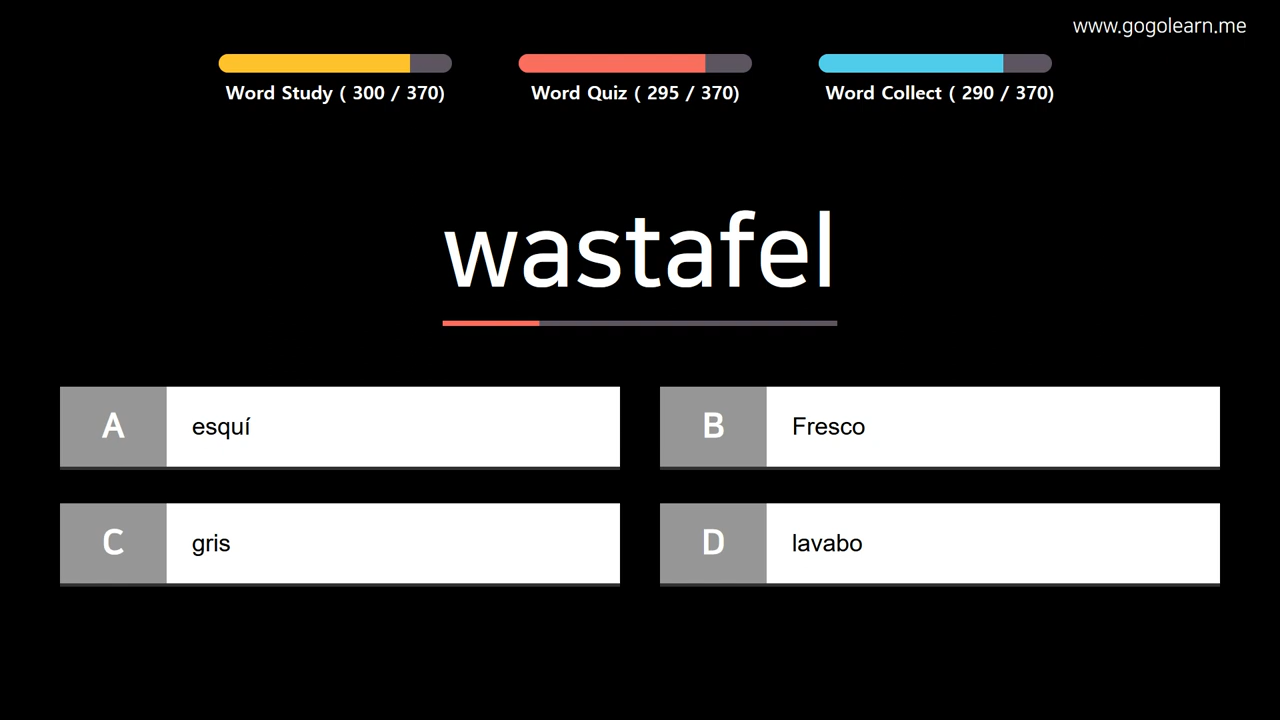 www.gogolearn.me
Word Study ( 300 / 370)
Word Quiz ( 295 / 370)
Word Collect ( 290 / 370)
wastafel
A
esquí
B
Fresco
C
gris
D
lavabo